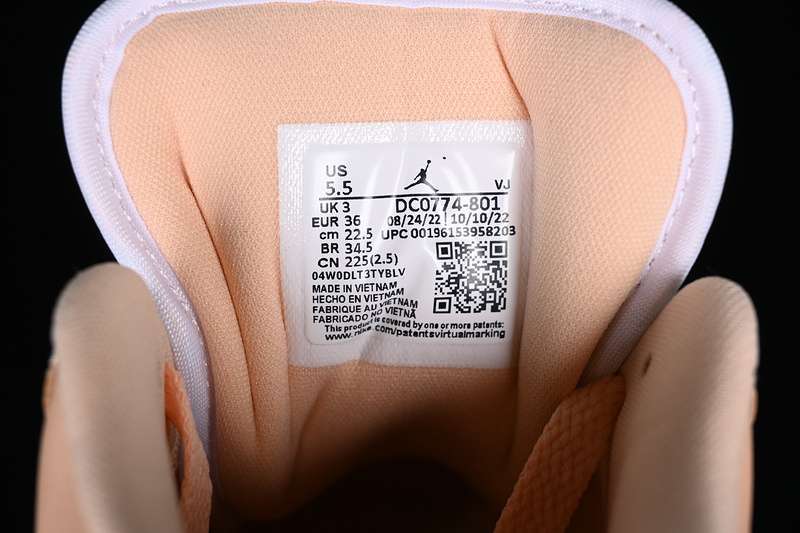 US
5.5 VJ
UK 3 DC0774-801
EUR 36 08/24/22 | 10/10/22
cm 22.5 UPC 00196153958203
BR 34.5
CN 225(2.5)
04W0DLT3TYBLV
MADE IN VIETNAM
HECHO EN VIETNAM
FABRIQUE AU VIETNAM
FABRICADO NO VIETNÃ
This product is covered by one or more patents:
www.nike.com/patentsvirtualmarking